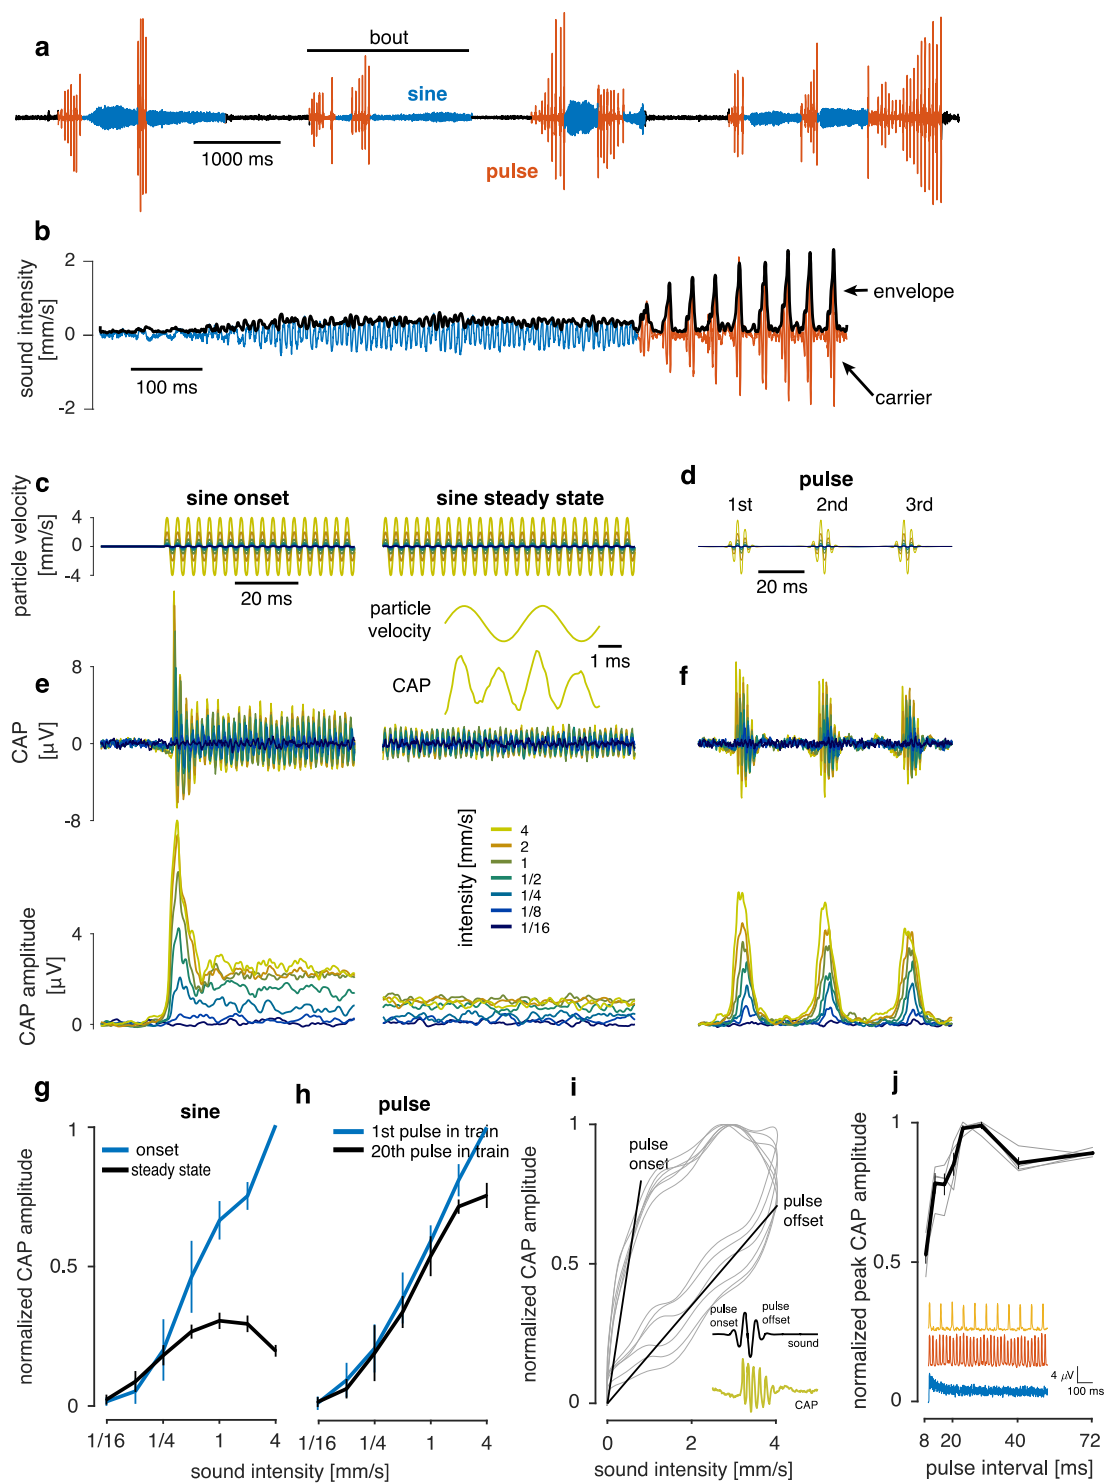 a
bout
sine
1000 ms
pulse
b
sound intensity
[mm/s]
2
0
-2
envelope
carrier
100 ms
c
sine onset
sine steady state
d
pulse
1st
2nd
3rd
particle velocity
[mm/s]
4
0
-4
20 ms
20 ms
particle
velocity
1 ms
CAP
e
f
CAP
[µV]
8
0
-8
intensity [mm/s]
4
2
1
1/2
1/4
1/8
1/16
CAP amplitude
[µV]
4
0
g
sine
onset
steady state
normalized CAP amplitude
1
0.5
0
1/16
1/4
1
4
h
pulse
1st pulse in train
20th pulse in train
1/16
1/4
1
4
sound intensity [mm/s]
i
normalized CAP amplitude
1
0.5
0
pulse
onset
pulse
offset
pulse
onset
pulse
offset
sound
CAP
0
2
4
sound intensity [mm/s]
j
normalized peak CAP amplitude
1
0.5
0
4 µV
100 ms
8
20
40
72
pulse interval [ms]